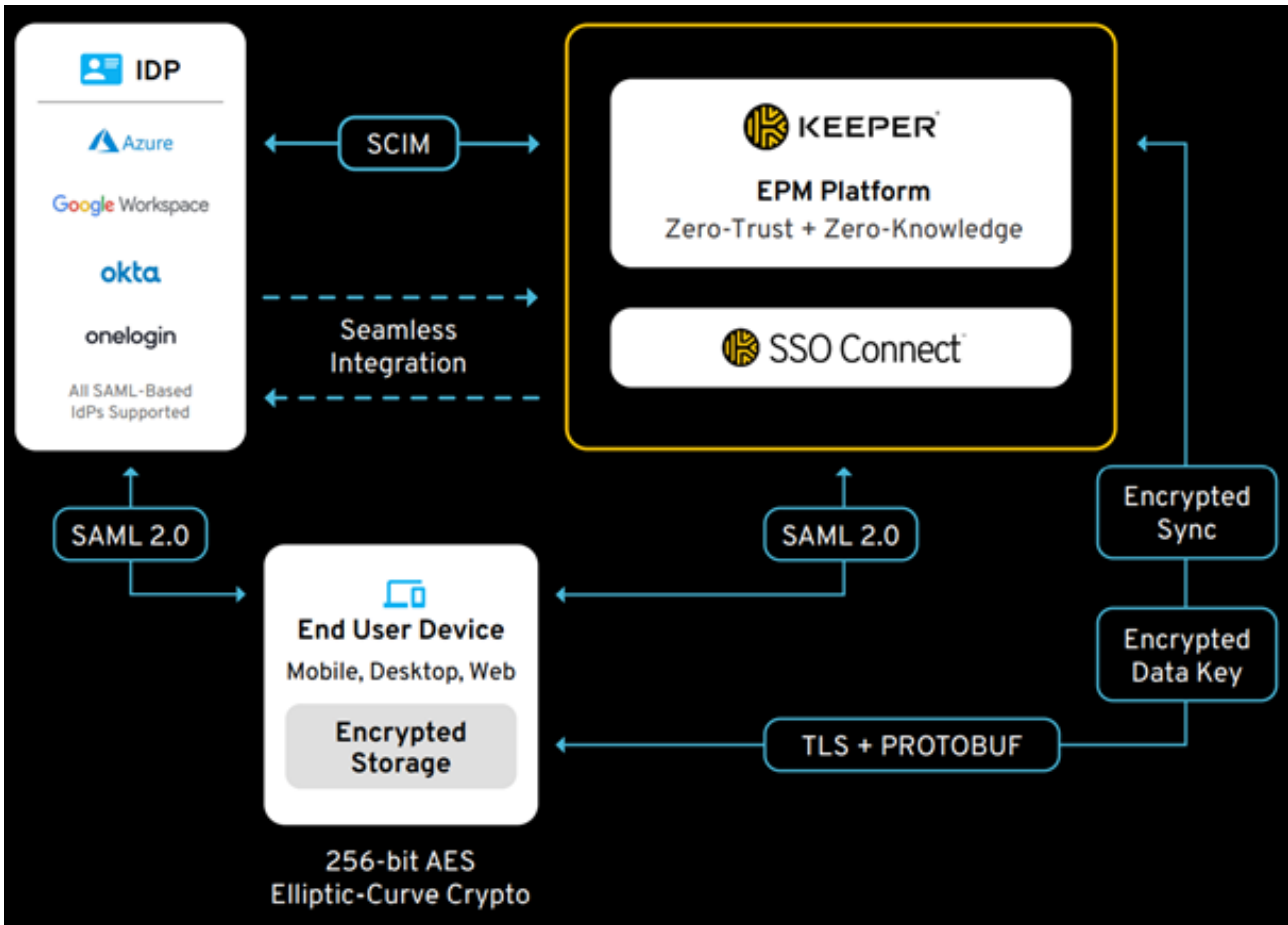 IDP
Azure
Google Workspace
okta
onelogin
All SAML-Based
IdPs Supported
SCIM
Seamless
Integration
KEEPER
EPM Platform
Zero-Trust + Zero-Knowledge
SSO Connect
SAML 2.0
SAML 2.0
Encrypted
Sync
Encrypted
Data Key
End User Device
Mobile, Desktop, Web
Encrypted
Storage
TLS + PROTOBUF
256-bit AES
Elliptic-Curve Crypto